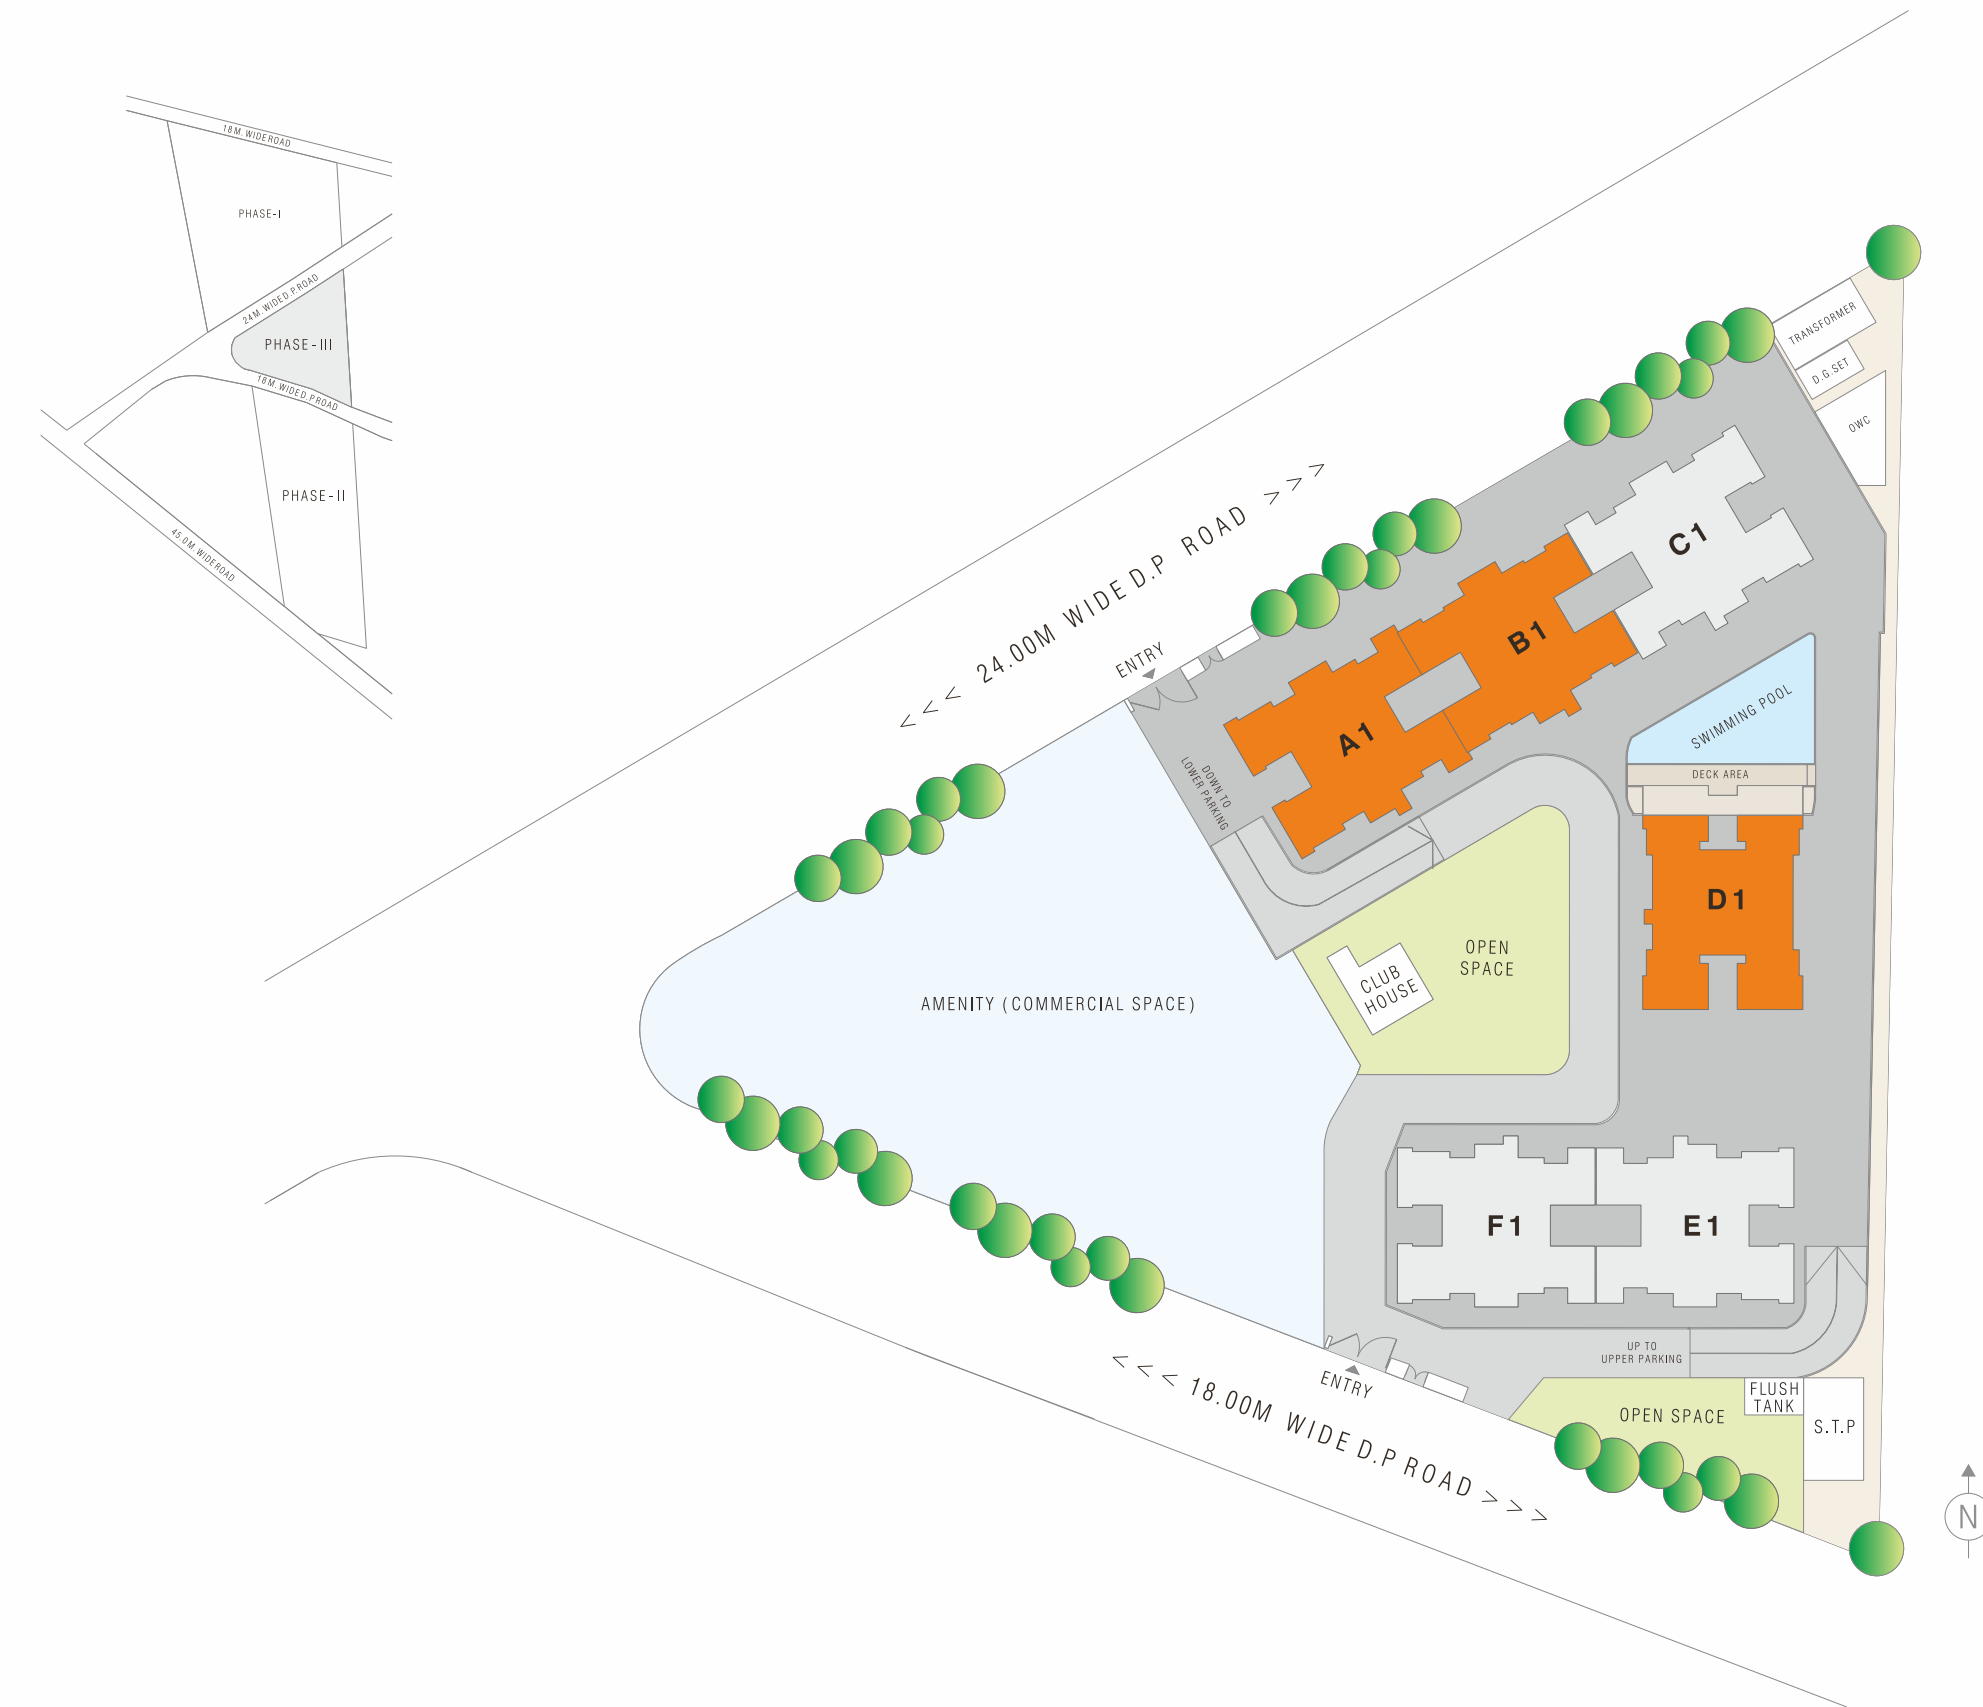 18M. WIDE ROAD
PHASE-I
24M. WIDE D.P. ROAD
PHASE-III
18M. WIDED P.ROAD
PHASE-II
45.0M. WIDEROAD
24.00M WIDE D.P ROAD
<<<
>>>
ENTRY
TRANSFORMER
D.G.SET
OWC
C1
B1
A1
DOWN TO
LOWER PARKING
SWIMMING POOL
DECK AREA
D1
OPEN
SPACE
CLUB
HOUSE
AMENITY (COMMERCIAL SPACE)
F1
E1
UP TO
UPPER PARKING
ENTRY
<<< 18.00M WIDE D.P ROAD >>>
FLUSH
TANK
OPEN SPACE
S.T.P
N